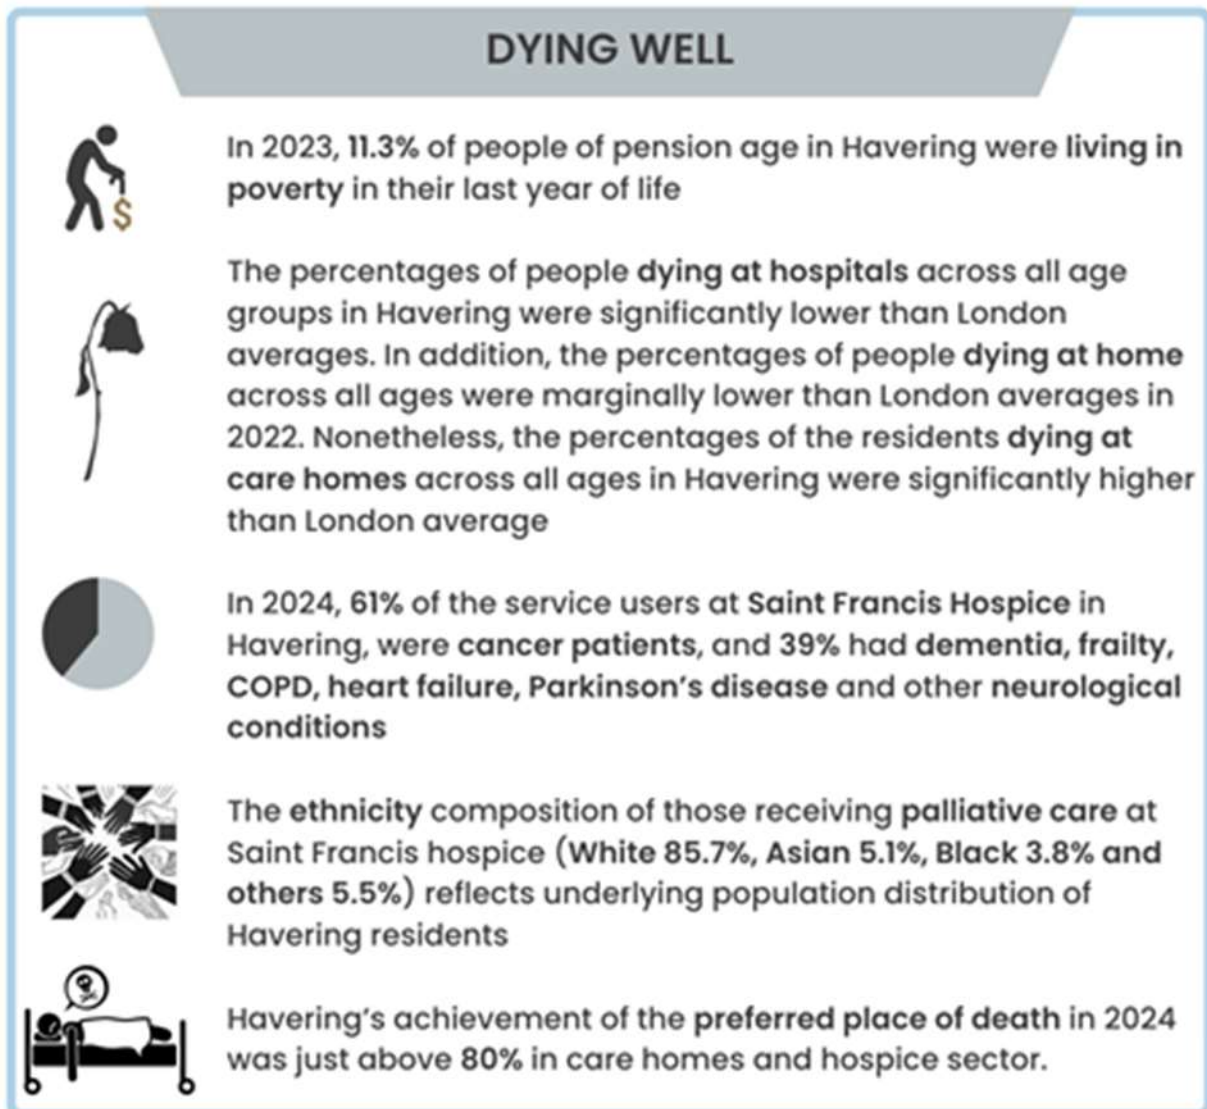 DYING WELL
In 2023, 11.3% of people of pension age in Havering were living in
poverty in their last year of life
$
The percentages of people dying at hospitals across all age
groups in Havering were significantly lower than London
averages. In addition, the percentages of people dying at home
across all ages were marginally lower than London averages in
2022. Nonetheless, the percentages of the residents dying at
care homes across all ages in Havering were significantly higher
than London average
In 2024, 61% of the service users at Saint Francis Hospice in
Havering, were cancer patients, and 39% had dementia, frailty,
COPD, heart failure, Parkinson's disease and other neurological
conditions
The ethnicity composition of those receiving palliative care at
Saint Francis hospice (White 85.7%, Asian 5.1%, Black 3.8% and
others 5.5%) reflects underlying population distribution of
Havering residents
Havering's achievement of the preferred place of death in 2024
was just above 80% in care homes and hospice sector.